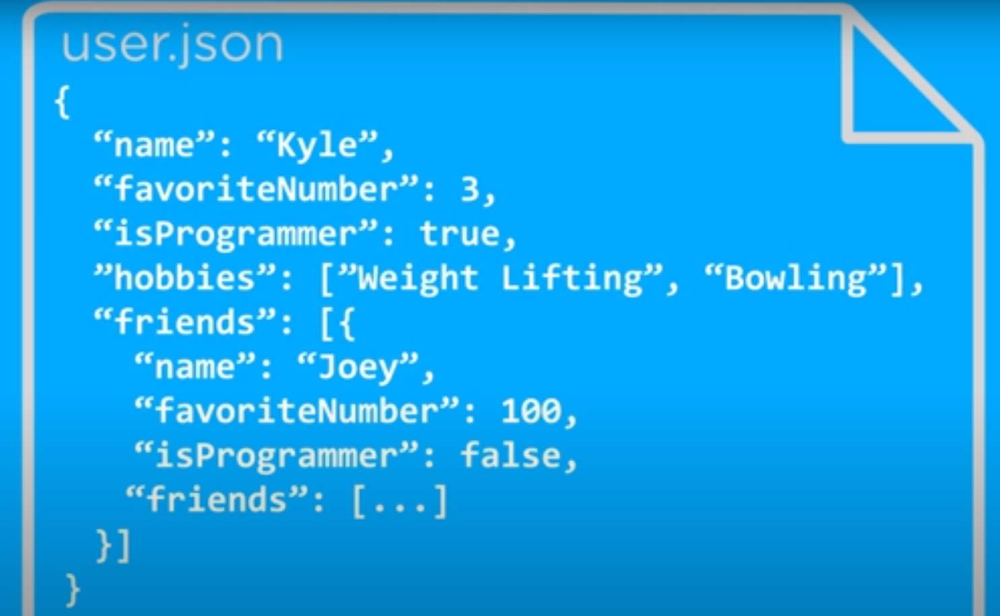 user.json
{
“name”: “Kyle”,
“favoriteNumber”: 3,
“isProgrammer”: true,
”hobbies”: [”Weight Lifting”, “Bowling”],
“friends”: [{
“name”: “Joey”,
“favoriteNumber”: 100,
“isProgrammer”: false,
“friends”: [...]
}]
}